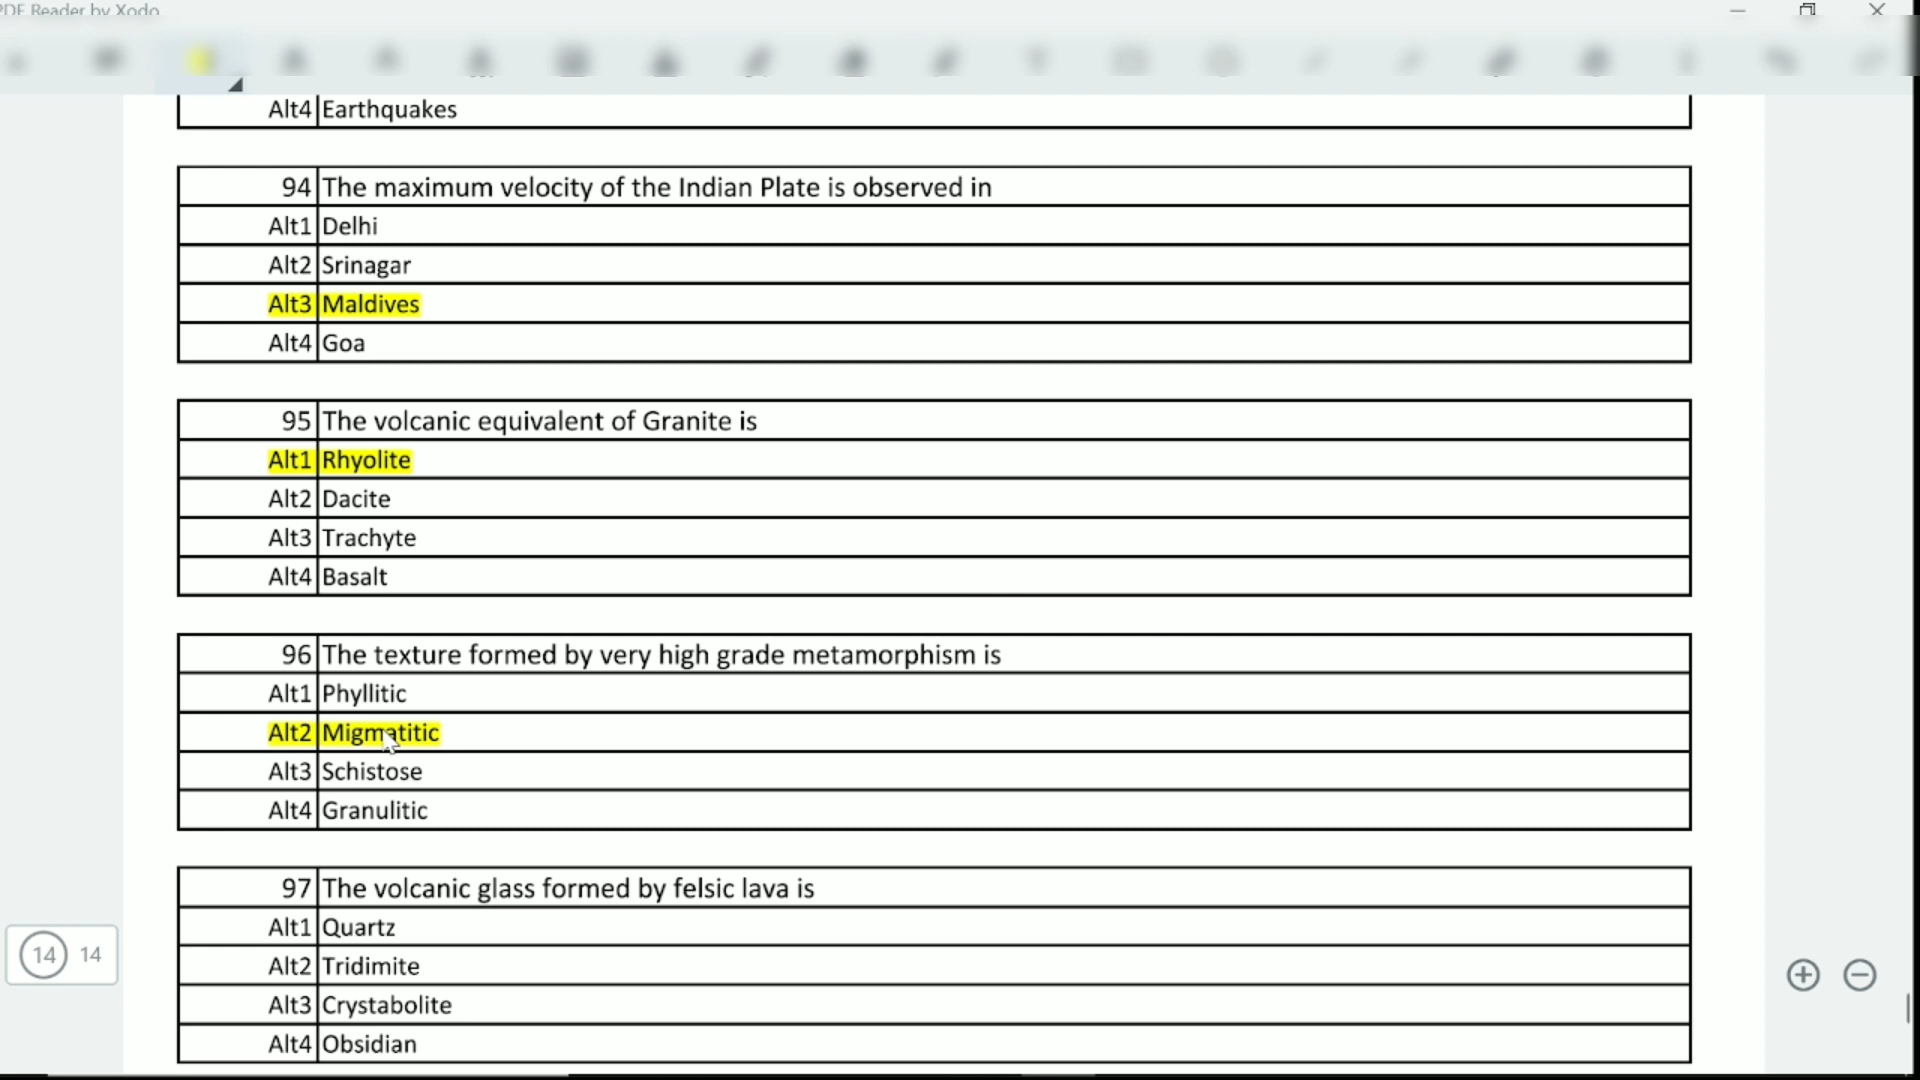 PDF Reader by Xodo
Alt4 Earthquakes
94 The maximum velocity of the Indian Plate is observed in
Alt1 Delhi
Alt2 Srinagar
Alt3 Maldives
Alt4 Goa
95 The volcanic equivalent of Granite is
Alt1 Rhyolite
Alt2 Dacite
Alt3 Trachyte
Alt4 Basalt
96 The texture formed by very high grade metamorphism is
Alt1 Phyllitic
Alt2 Migmatitic
Alt3 Schistose
Alt4 Granulitic
97 The volcanic glass formed by felsic lava is
Alt1 Quartz
Alt2 Tridimite
Alt3 Crystabolite
Alt4 Obsidian
14 14